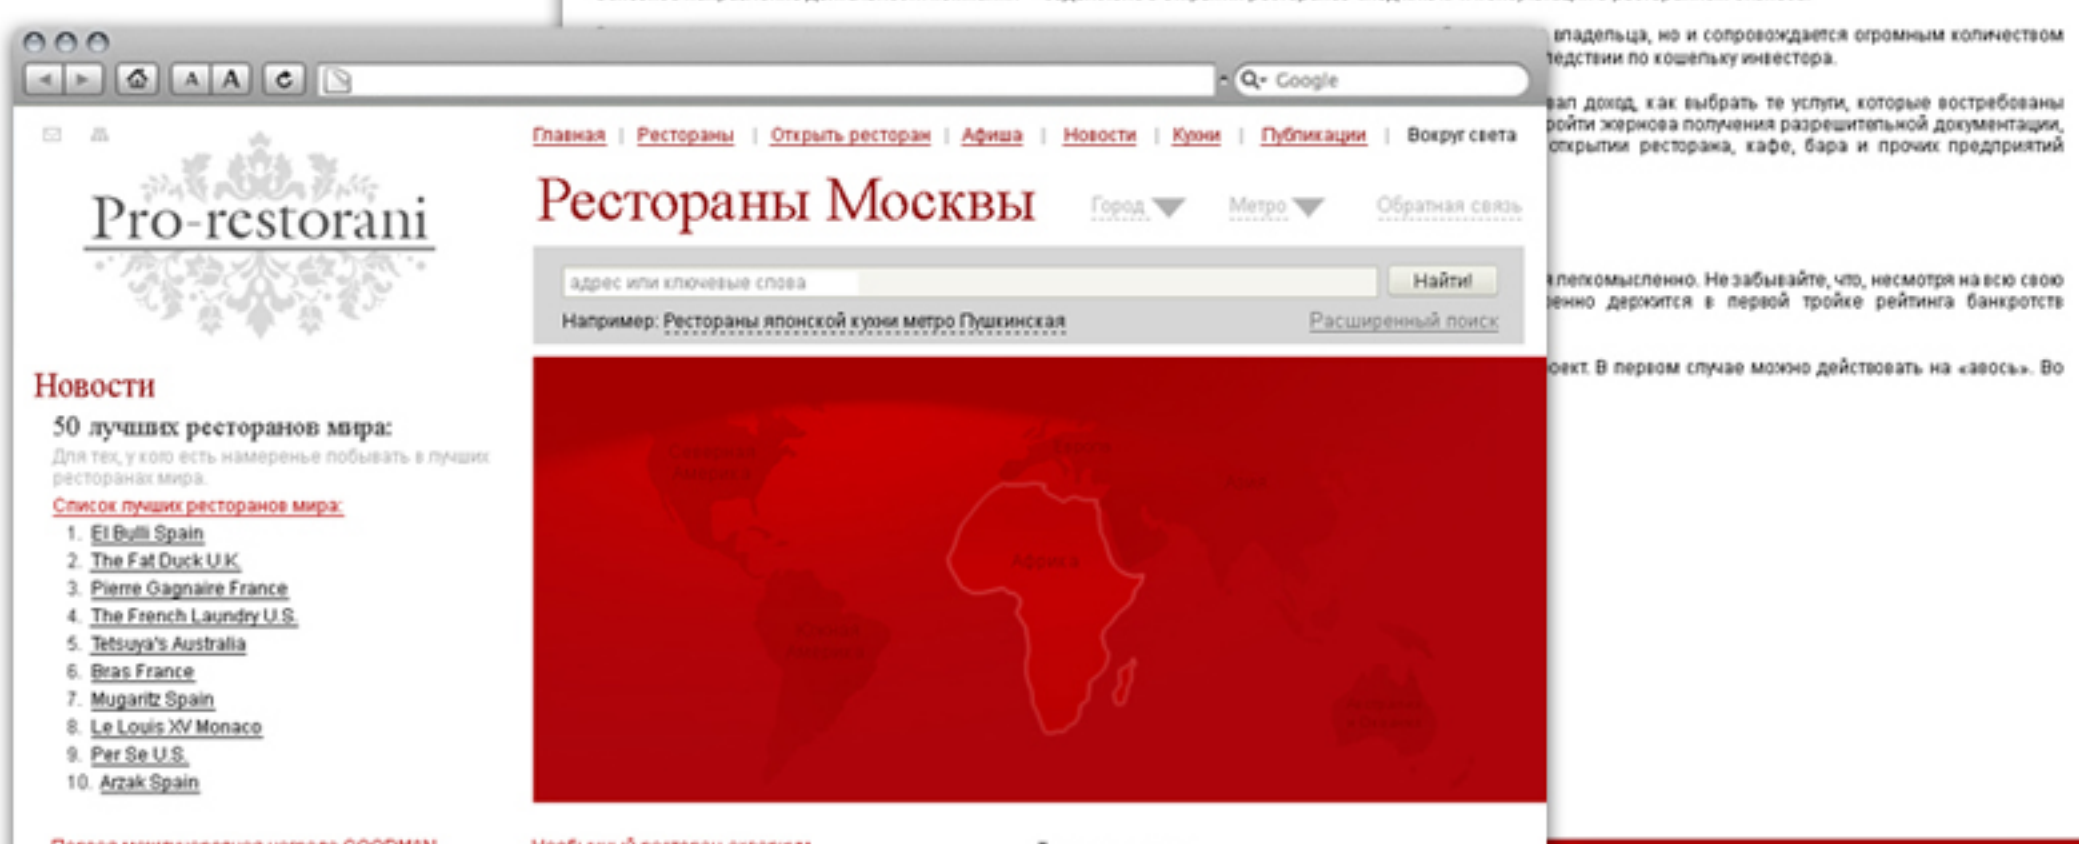 Google
Главная | Рестораны | Открыть ресторан | Афиша | Новости | Кухни | Публикации | Вокруг света
Pro-restorani
Рестораны Москвы
Город
Метро
Обратная связь
адрес или ключевые слова
Найти!
Например: Рестораны японской кухни метро Пушкинская
Расширенный поиск
Новости
50 лучших ресторанов мира:
Для тех, у кого есть намеренье побывать в лучших
ресторанах мира.
Список лучших ресторанов мира:
1. El Bulli Spain
2. The Fat Duck U.K.
3. Pierre Gagnaire France
4. The French Laundry U.S.
5. Tetsuya's Australia
6. Bras France
7. Mugaritz Spain
8. Le Louis XV Monaco
9. Per Se U.S.
10. Arzak Spain
Северная
Америка
Европа
Азия
Африка
Южная
Америка
владельца, но и сопровождается огромным количеством
по кошельку инвестора.
доход, как выбрать те услуги, которые востребованы
жернова получения разрешительной документации,
открытии ресторана, кафе, бара и прочих предприятий
легкомысленно. Не забывайте, что, несмотря на всю свою
держится в первой тройке рейтинга банкротств
В первом случае можно действовать на «авось». Во